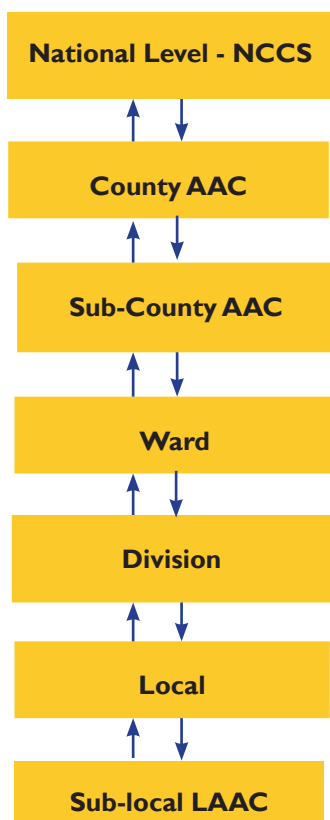 National Level - NCCS
County AAC
Sub-County AAC
Ward
Division
Local
Sub-local LAAC